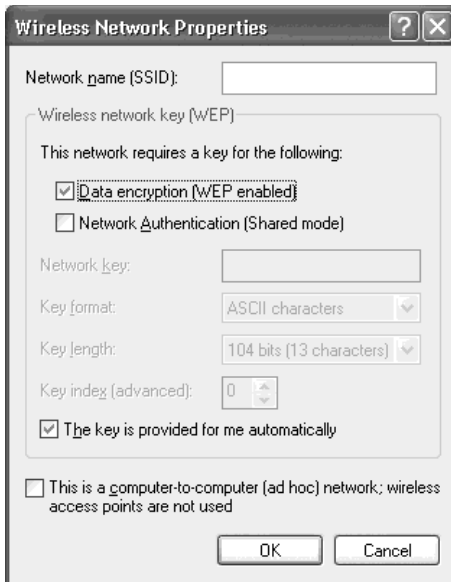 Wireless Network Properties
Network name (SSID):
Wireless network key (WEP)
This network requires a key for the following:
Data encryption (WEP enabled)
Network Authentication (Shared mode)
Network key:
Key format: ASCII characters
Key length: 104 bits (13 characters)
Key index (advanced): 0
The key is provided for me automatically
This is a computer-to-computer (ad hoc) network; wireless
access points are not used
OK Cancel